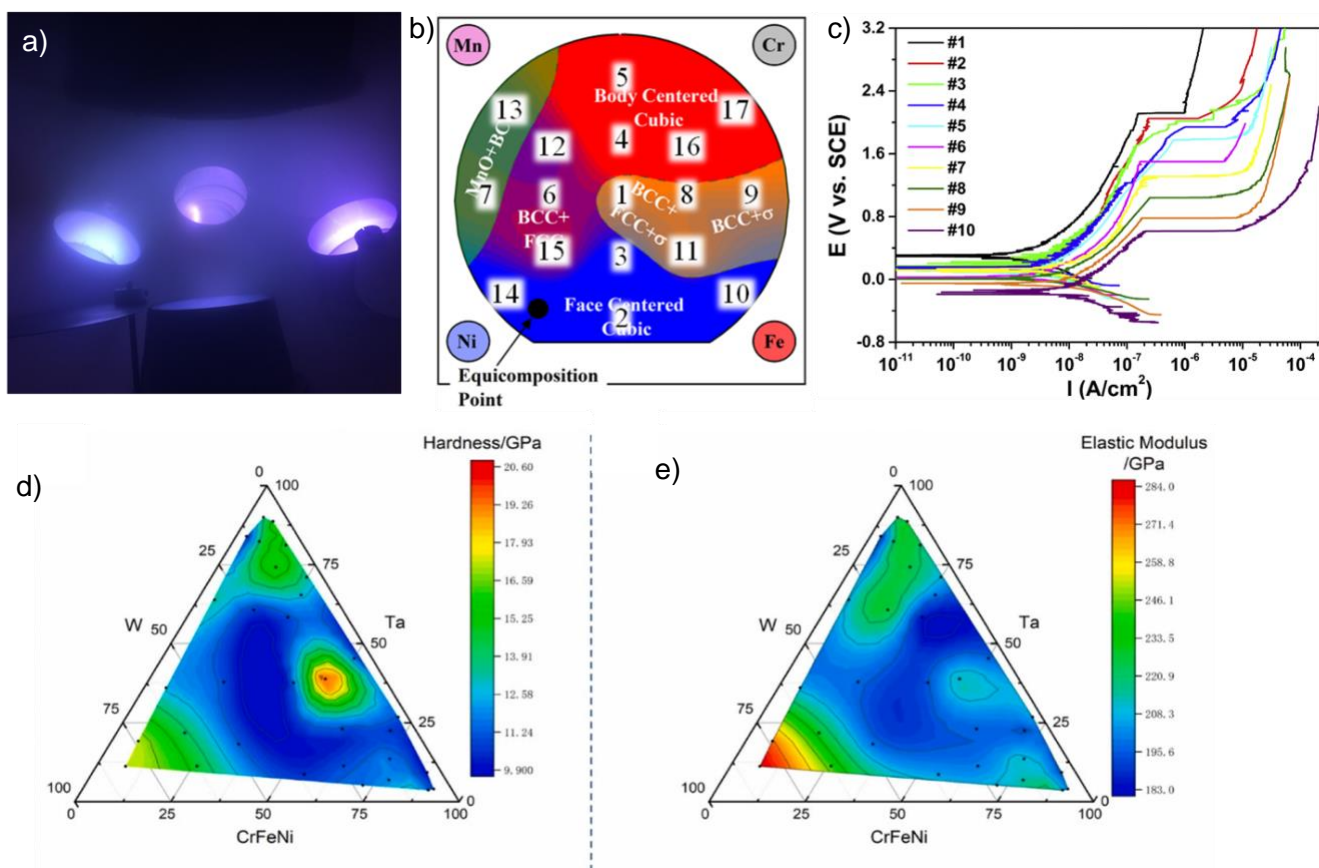 a)
b)
Mn
Cr
5
Body Centered
Cubic
13
17
12
4
16
MnO+BC
7
6
1
8
9
BCC+
FCC+σ
BCC+σ
BCC+
15
3
11
14
10
Face Centered
Cubic
2
Ni
Fe
Equicomposition
Point
c)
3.2
2.4
1.6
0.8
0.0
-0.8
E (V vs. SCE)
#1
#2
#3
#4
#5
#6
#7
#8
#9
#10
10⁻¹¹ 10⁻¹⁰ 10⁻⁹ 10⁻⁸ 10⁻⁷ 10⁻⁶ 10⁻⁵ 10⁻⁴
I (A/cm²)
d)
Hardness/GPa
20.60
19.26
17.93
16.59
15.25
13.91
12.58
11.24
9.900
0
100
25
75
W
Ta
50
50
75
25
100
0
0 25 50 75 100
CrFeNi
e)
Elastic Modulus
/GPa
284.0
271.4
258.8
246.1
233.5
220.9
208.3
195.6
183.0
0
100
25
75
W
Ta
50
50
75
25
100
0
0 25 50 75 100
CrFeNi